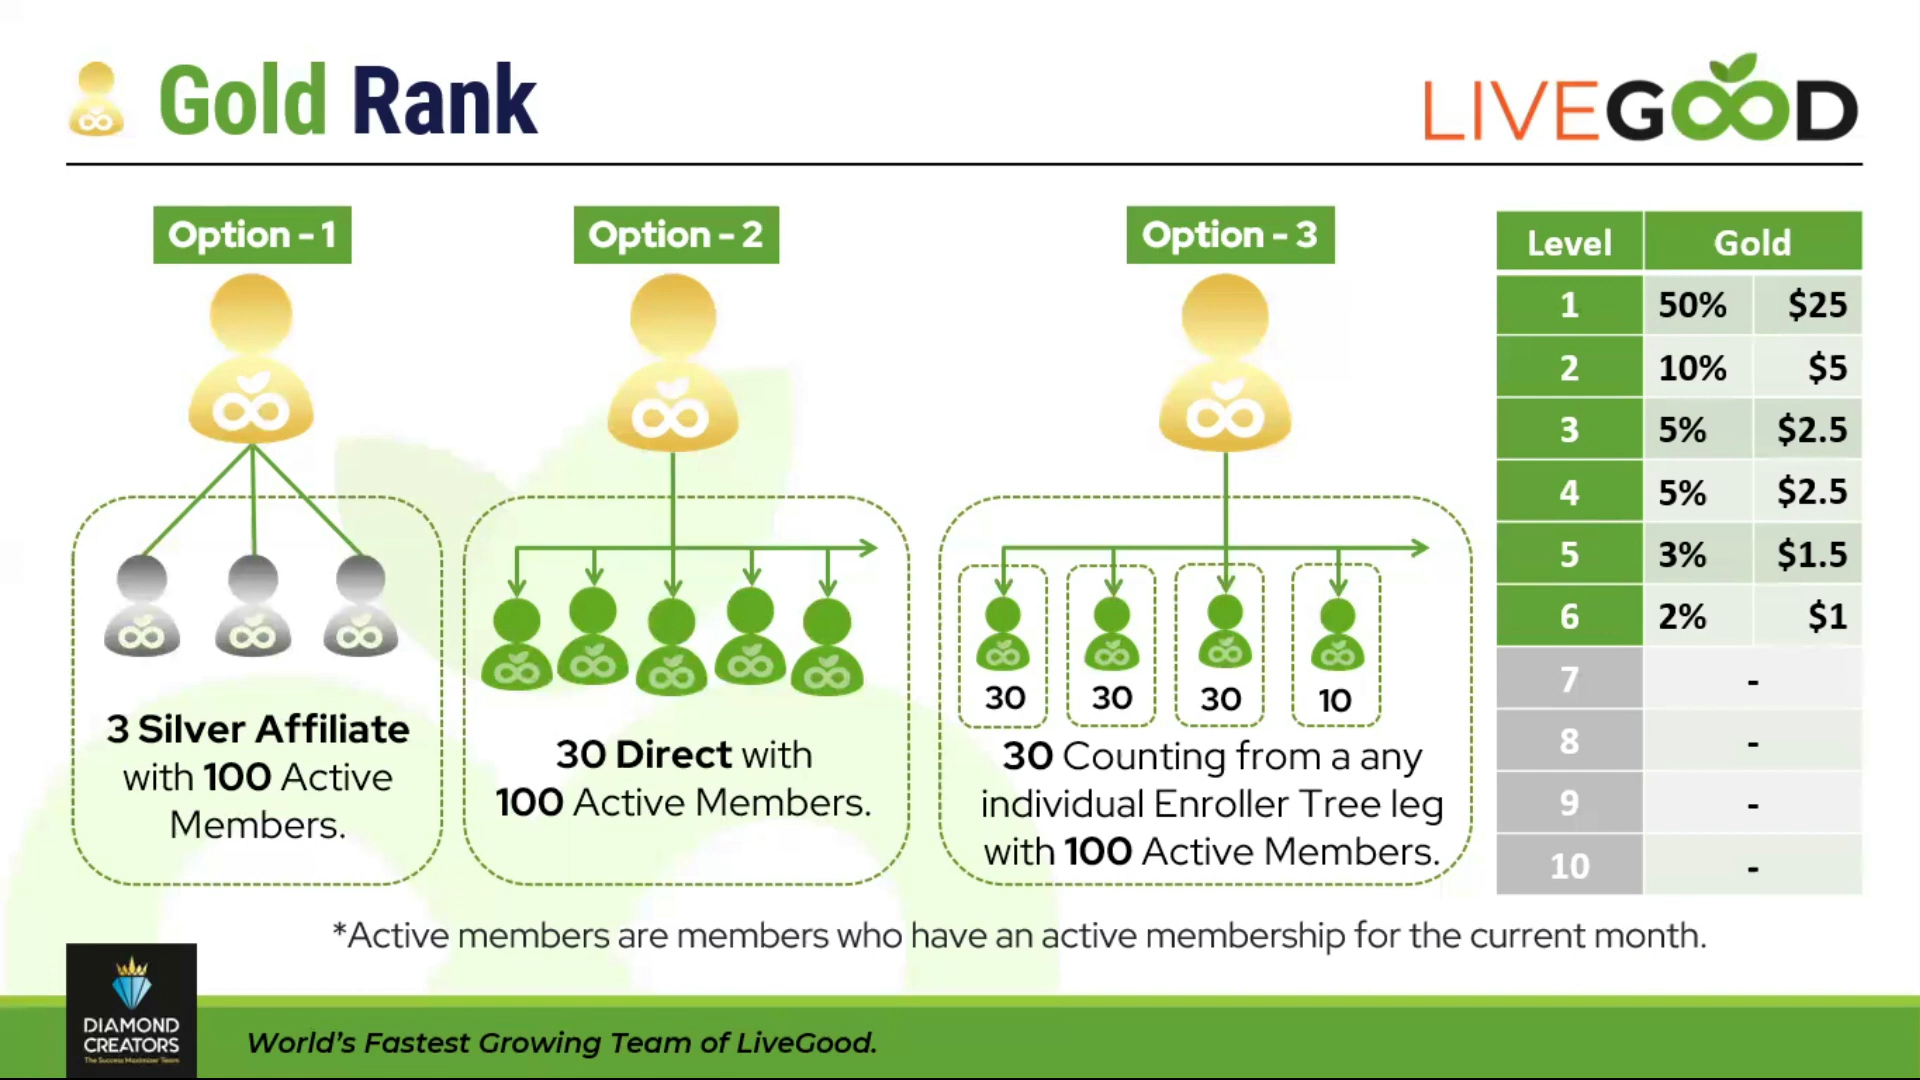 Gold Rank
LIVEGOOD
Option - 1
3 Silver Affiliate
with 100 Active
Members.
Option - 2
30 Direct with
100 Active Members.
Option - 3
30 30 30 10
30 Counting from a any
individual Enroller Tree leg
with 100 Active Members.
Level Gold
1 50% $25
2 10% $5
3 5% $2.5
4 5% $2.5
5 3% $1.5
6 2% $1
7 -
8 -
9 -
10 -
*Active members are members who have an active membership for the current month.
DIAMOND
CREATORS
The Success Maximizer Team
World's Fastest Growing Team of LiveGood.